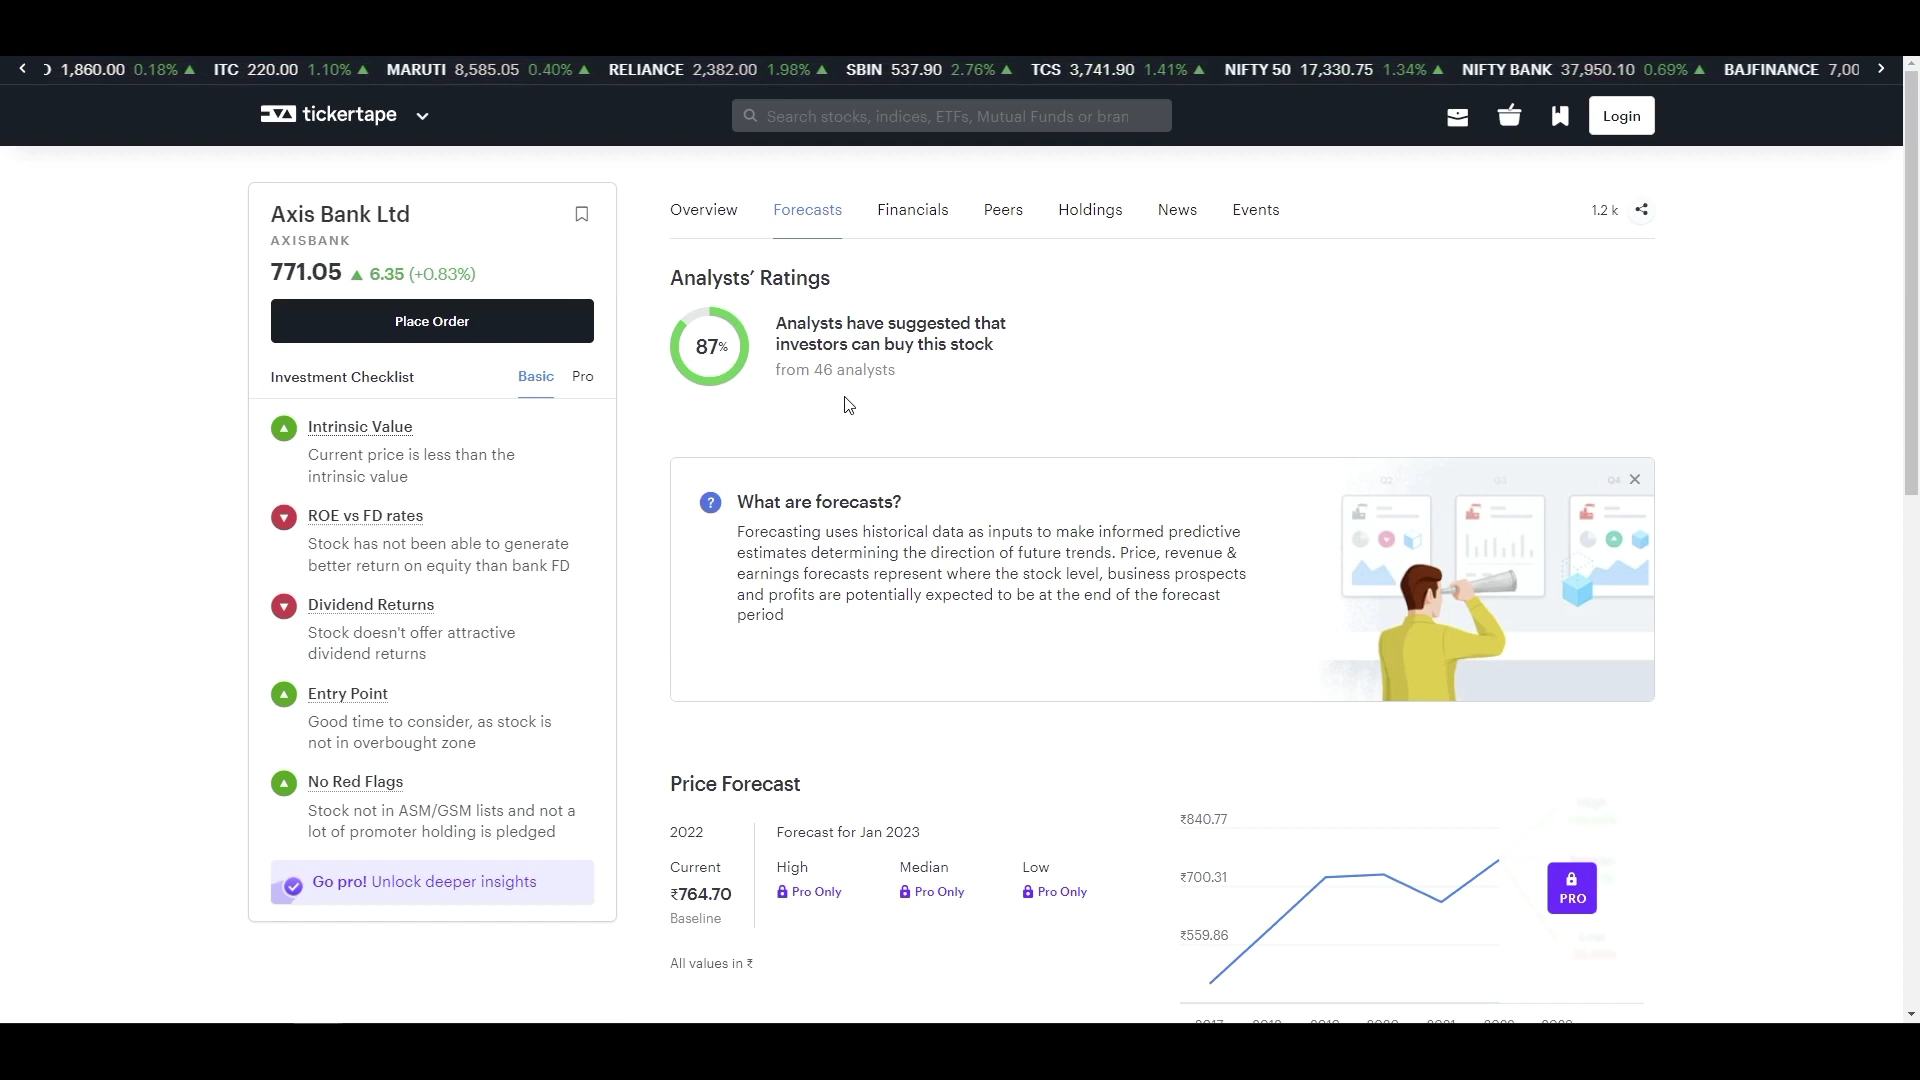 1,860.00 0.18% ITC 220.00 1.10% MARUTI 8,585.05 0.40% RELIANCE 2,382.00 1.98% SBIN 537.90 2.76% TCS 3,741.90 1.41% NIFTY 50 17,330.75 1.34% NIFTY BANK 37,950.10 0.69% BAJFINANCE 7,00
tickertape
Search stocks, indices, ETFs, Mutual Funds or bran
Login
Axis Bank Ltd
AXISBANK
771.05 6.35 (+0.83%)
Place Order
Investment Checklist Basic Pro
Intrinsic Value
Current price is less than the
intrinsic value
ROE vs FD rates
Stock has not been able to generate
better return on equity than bank FD
Dividend Returns
Stock doesn't offer attractive
dividend returns
Entry Point
Good time to consider, as stock is
not in overbought zone
No Red Flags
Stock not in ASM/GSM lists and not a
lot of promoter holding is pledged
Go pro! Unlock deeper insights
Overview Forecasts Financials Peers Holdings News Events 1.2 k
Analysts' Ratings
87%
Analysts have suggested that
investors can buy this stock
from 46 analysts
What are forecasts?
Forecasting uses historical data as inputs to make informed predictive
estimates determining the direction of future trends. Price, revenue &
earnings forecasts represent where the stock level, business prospects
and profits are potentially expected to be at the end of the forecast
period
Q2 Q3 Q4
Price Forecast
2022 Forecast for Jan 2023
Current High Median Low
₹764.70 Pro Only Pro Only Pro Only
Baseline
All values in ₹
₹840.77
₹700.31
₹559.86
PRO